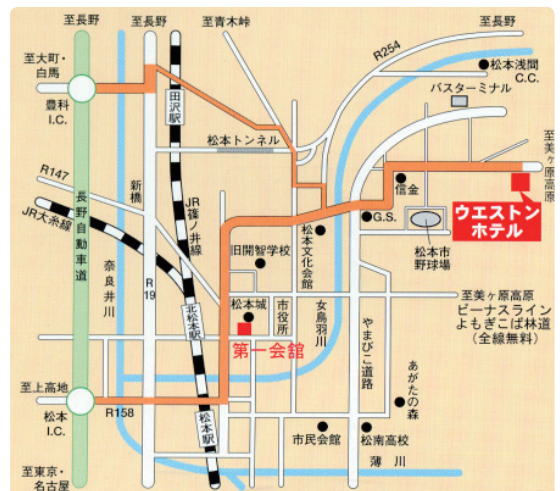 至長野
至長野
至青木峠
至長野
R254
至大町・
白馬
松本浅間
C.C.
田沢駅
豊科
I.C.
バスターミナル
松本トンネル
至美ヶ原高原
R147
新橋
信金
JR大糸線
長野自動車道
JR篠ノ井線
G.S.
ウエストン
ホテル
松本文化会館
旧開智学校
松本市
野球場
奈良井川
R19
北松本駅
松本城
市役所
女鳥羽川
至美ヶ原高原
ビーナスライン
よもぎこば林道
(全線無料)
第一会館
やまびこ道路
あがたの森
至上高地
松本
I.C.
R158
松本駅
市民会館
松南高校
薄川
至東京・
名古屋